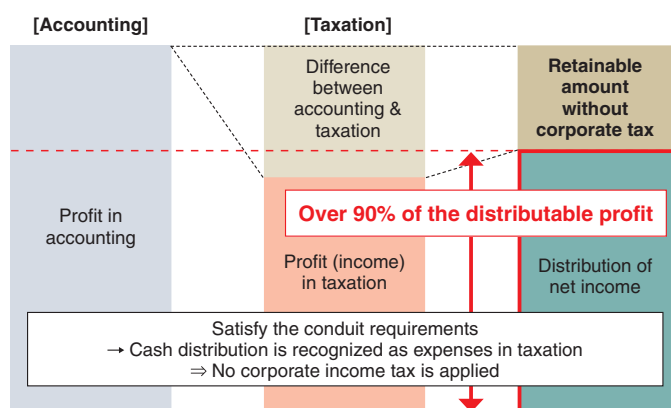 [Accounting]
[Taxation]
Difference
between
accounting &
taxation
Retainable
amount
without
corporate tax
Over 90% of the distributable profit
Profit in
accounting
Profit (income)
in taxation
Distribution of
net income
Satisfy the conduit requirements
→ Cash distribution is recognized as expenses in taxation
⇒ No corporate income tax is applied